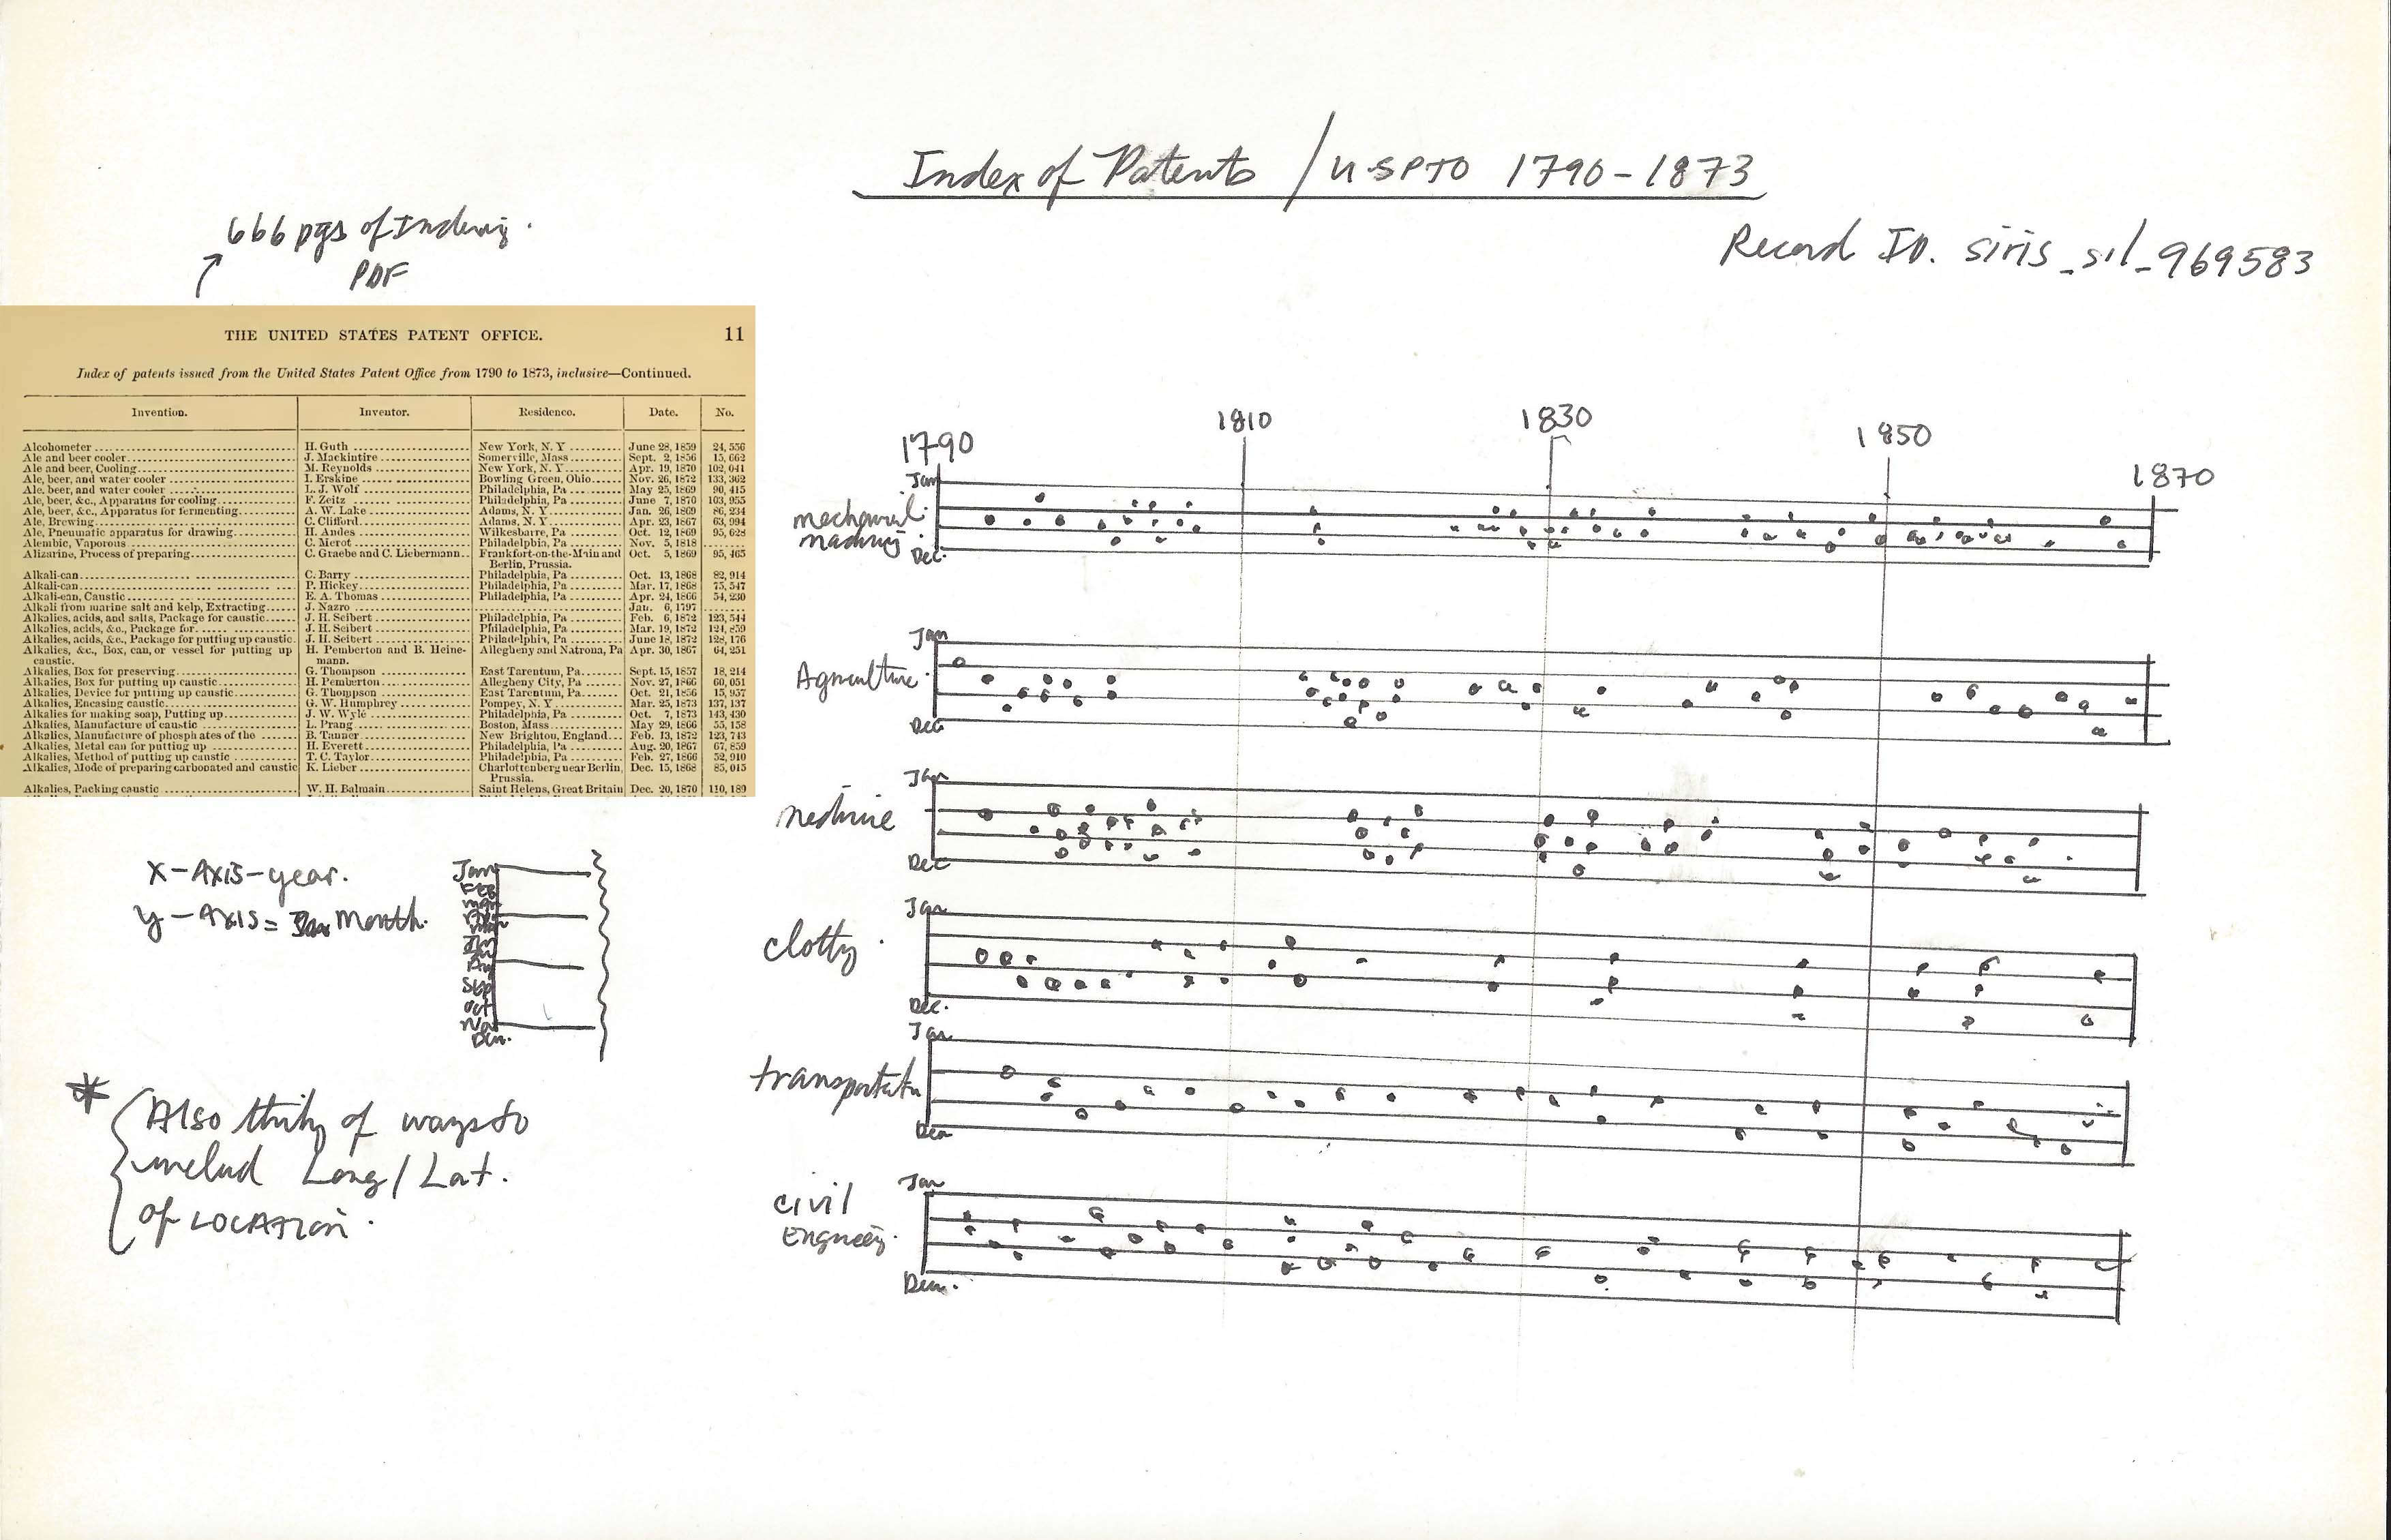 Index of Patents / USPTO 1790-1873
Record ID. siris_sil_969583
666 pgs of Indexing.
PDF
THE UNITED STATES PATENT OFFICE. 11
Index of patents issued from the United States Patent Office from 1790 to 1873, inclusive—Continued.
Invention. Inventor. Residence. Date. No.
Alcohometer H. Guth New York, N. Y June 28, 1859 24,556
Ale and beer cooler J. Mackintire Somerville, Mass Sept. 2, 1856 15,662
Ale and beer, Cooling M. Reynolds New York, N. Y Apr. 19, 1870 102,041
Ale, beer, and water cooler I. Erskine Bowling Green, Ohio Nov. 26, 1872 133,362
Ale, beer, and water cooler L. J. Wolf Philadelphia, Pa May 25, 1869 90,415
Ale, beer, &c., Apparatus for cooling F. Zeitz Philadelphia, Pa June 7, 1870 103,955
Ale, beer, &c., Apparatus for fermenting A. W. Lake Adams, N. Y Jan. 26, 1869 86,234
Ale, Brewing C. Clifford Adams, N. Y Apr. 23, 1867 63,994
Ale, Pneumatic apparatus for drawing H. Andes Wilkesbarre, Pa Oct. 12, 1869 95,628
Alembic, Vaporous C. Merot Philadelphia, Pa Nov. 5, 1818
Alizarine, Process of preparing C. Graebe and C. Liebermann Frankfort-on-the-Main and Oct. 5, 1869 95,465
Berlin, Prussia.
Alkali-can C. Barry Philadelphia, Pa Oct. 13, 1868 82,914
Alkali-can P. Hickey Philadelphia, Pa Mar. 17, 1868 75,547
Alkali-can, Caustic E. A. Thomas Philadelphia, Pa Apr. 24, 1866 54,230
Alkali from marine salt and kelp, Extracting J. Nazro Jan. 6, 1797
Alkalies, acids, and salts, Package for caustic J. H. Seibert Philadelphia, Pa Feb. 6, 1872 123,544
Alkalies, acids, &c., Package for J. H. Seibert Philadelphia, Pa Mar. 19, 1872 124,859
Alkalies, acids, &c., Package for putting up caustic. J. H. Seibert Philadelphia, Pa June 18, 1872 128,176
Alkalies, &c., Box, can, or vessel for putting up H. Pemberton and B. Heine- Allegheny and Natrona, Pa Apr. 30, 1867 64,251
caustic. mann.
Alkalies, Box for preserving G. Thompson East Tarentum, Pa Sept. 15, 1857 18,214
Alkalies, Box for putting up caustic H. Pemberton Allegheny City, Pa Nov. 27, 1866 60,051
Alkalies, Device for putting up caustic G. Thompson East Tarentum, Pa Oct. 21, 1856 15,957
Alkalies, Encasing caustic G. W. Humphrey Pompey, N. Y Mar. 25, 1873 137,137
Alkalies for making soap, Putting up J. W. Wylé Philadelphia, Pa Oct. 7, 1873 143,430
Alkalies, Manufacture of caustic L. Prang Boston, Mass May 29, 1866 55,158
Alkalies, Manufacture of phosphates of the B. Tanner New Brighton, England Feb. 13, 1872 123,743
Alkalies, Metal can for putting up H. Everett Philadelphia, Pa Aug. 20, 1867 67,859
Alkalies, Method of putting up caustic T. C. Taylor Philadelphia, Pa Feb. 27, 1866 52,910
Alkalies, Mode of preparing carbonated and caustic K. Lieber Charlottenberg near Berlin, Dec. 15, 1868 85,015
Prussia.
Alkalies, Packing caustic W. H. Balmain Saint Helens, Great Britain Dec. 20, 1870 110,189
X-AXIS-year.
y-AXIS= Month.
Jan
FEB
mar
Sep
oct
Nov
Dec.
* Also think of ways to
includ Long/Lat.
of LOCATION.
1790 1810 1830 1850 1870
Jan
mechanical
Dec.
Jan
Agriculture
Dec
Jan
medicine
Dec
Jan
Dec.
Jan
Dec
Jan
civil
Dec.